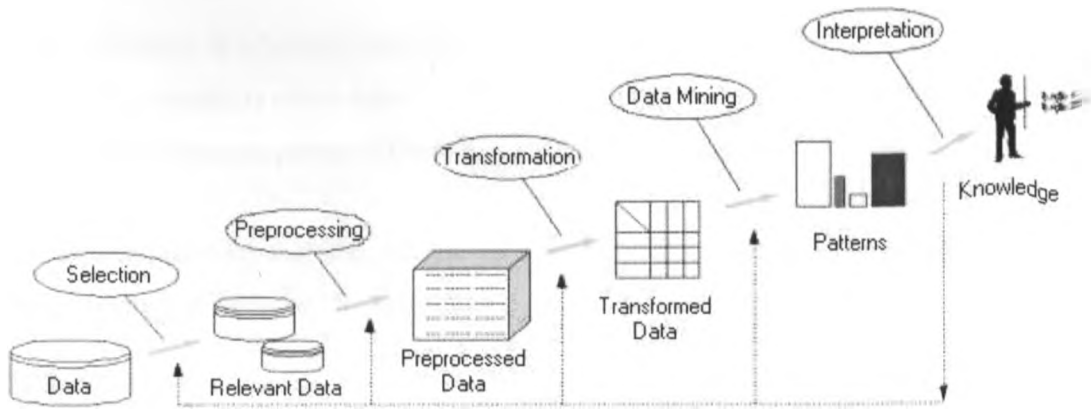 Interpretation
Data Mining
Transformation
Preprocessing
Selection
Knowledge
Patterns
Transformed
Data
Preprocessed
Data
Relevant Data
Data